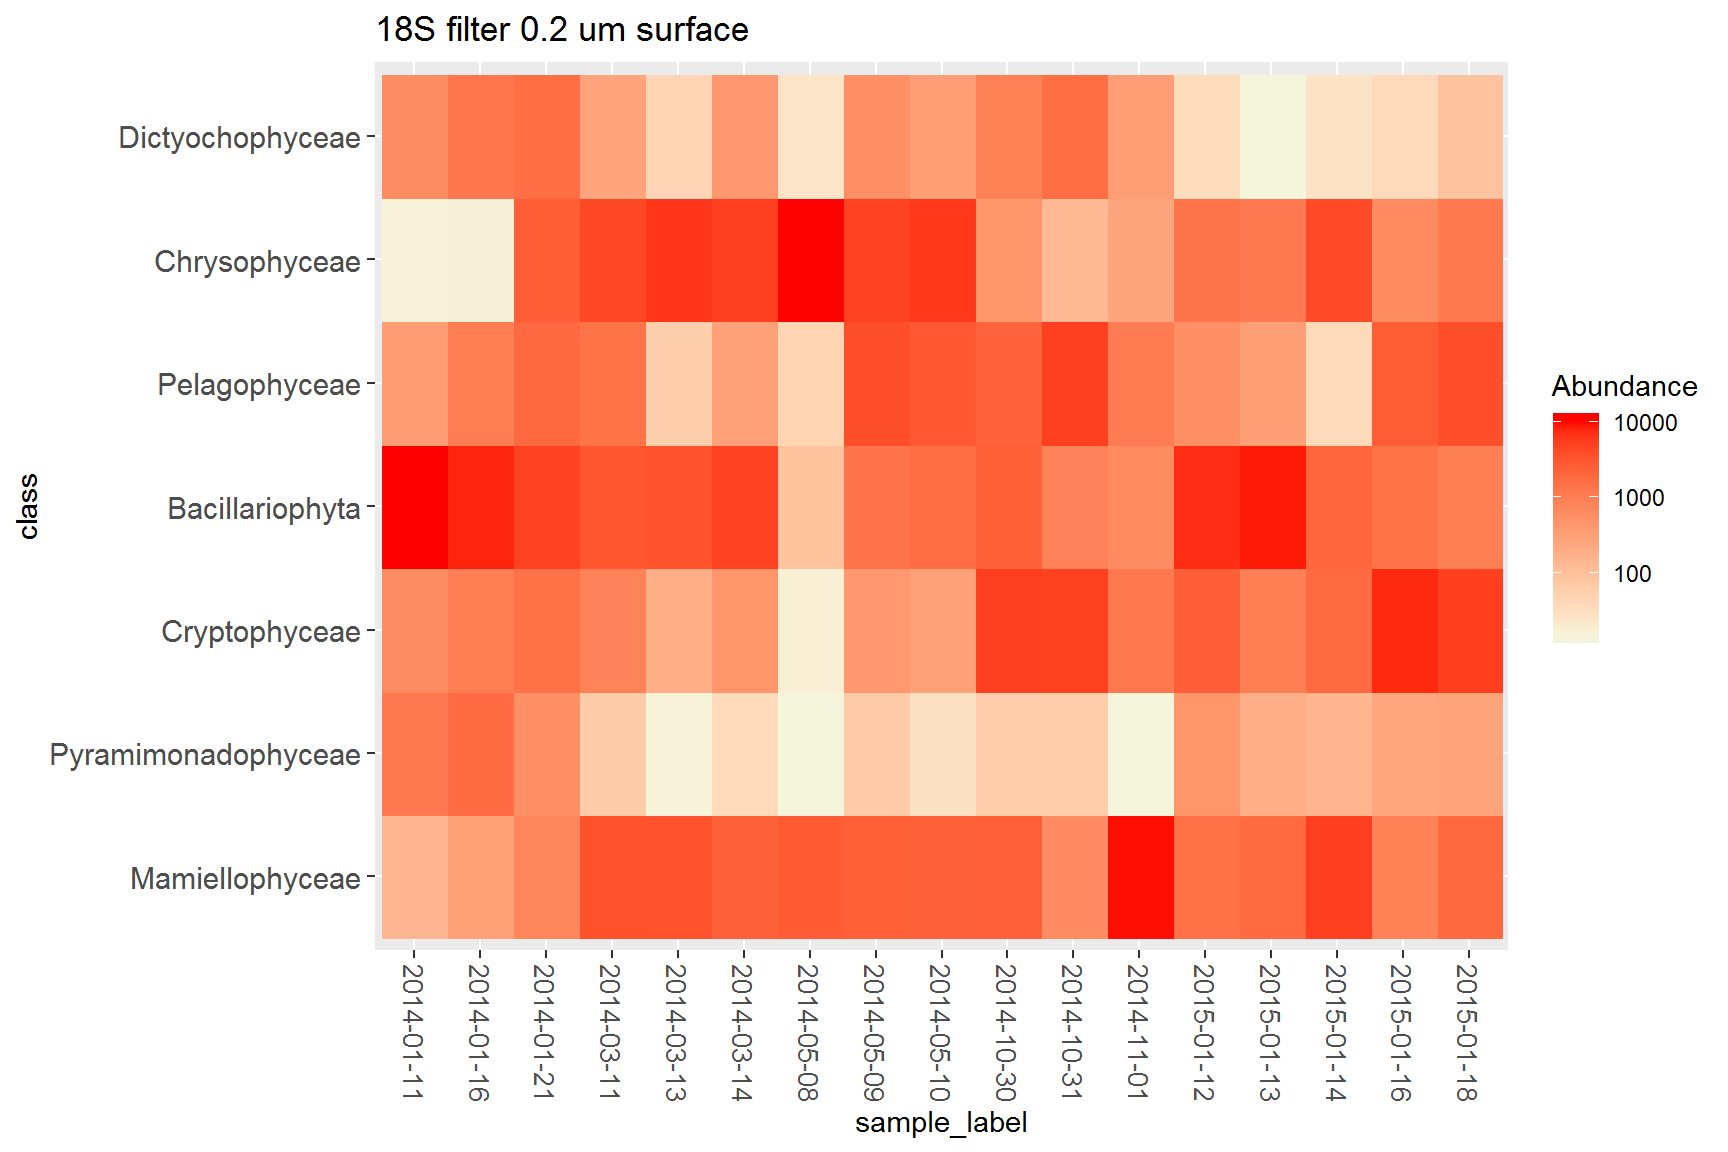 18S filter 0.2 um surface
class
Dictyochophyceae
Chrysophyceae
Pelagophyceae
Bacillariophyta
Cryptophyceae
Pyramimonadophyceae
Mamiellophyceae
2014-01-11
2014-01-16
2014-01-21
2014-03-11
2014-03-13
2014-03-14
2014-05-08
2014-05-09
2014-05-10
2014-10-30
2014-10-31
2014-11-01
2015-01-12
2015-01-13
2015-01-14
2015-01-16
2015-01-18
sample_label
Abundance
10000
1000
100